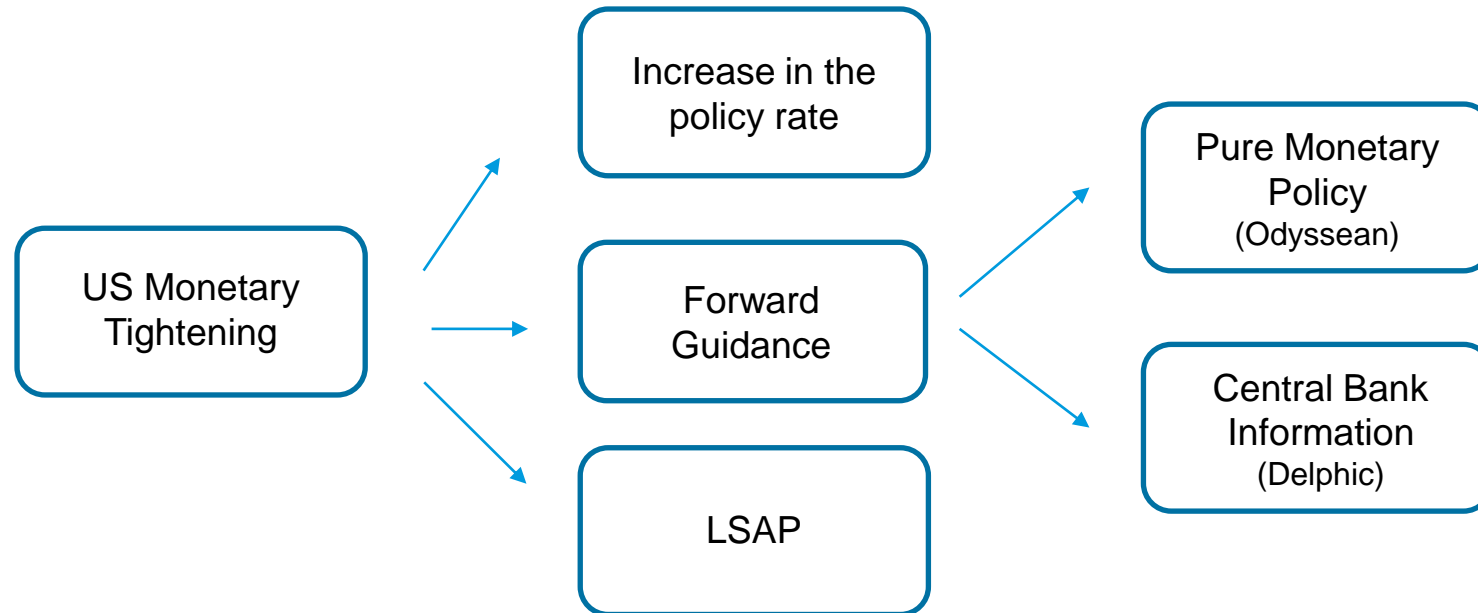 US Monetary
Tightening
Increase in the
policy rate
Forward
Guidance
LSAP
Pure Monetary
Policy
(Odyssean)
Central Bank
Information
(Delphic)